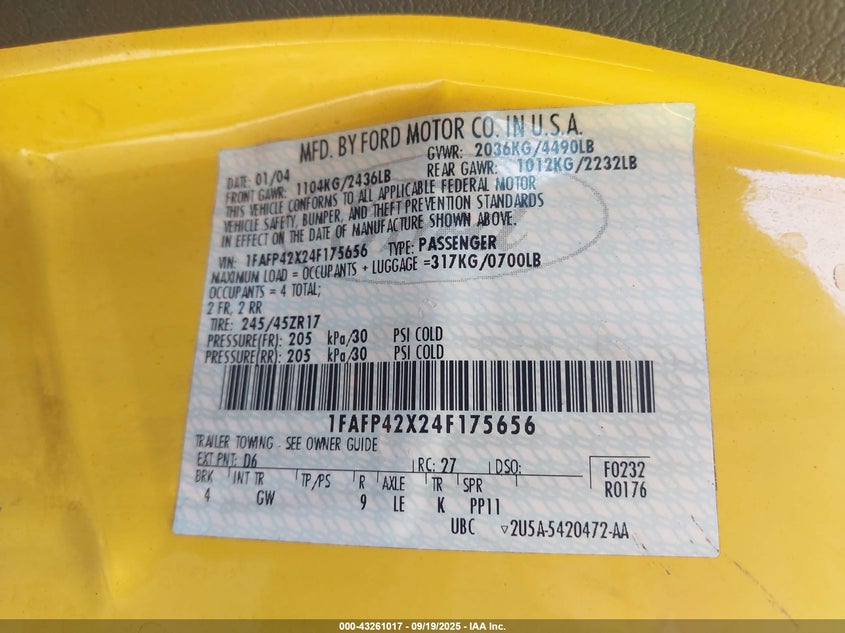 MFD. BY FORD MOTOR CO. IN U.S.A.
DATE: 01/04 GVWR: 2036KG/4490LB
FRONT GAWR: 1104KG/2436LB REAR GAWR: 1012KG/2232LB
THIS VEHICLE CONFORMS TO ALL APPLICABLE FEDERAL MOTOR
VEHICLE SAFETY, BUMPER, AND THEFT PREVENTION STANDARDS
IN EFFECT ON THE DATE OF MANUFACTURE SHOWN ABOVE.
VIN: 1FAFP42X24F175656 TYPE: PASSENGER
MAXIMUM LOAD = OCCUPANTS + LUGGAGE =317KG/0700LB
OCCUPANTS = 4 TOTAL;
2 FR, 2 RR
TIRE: 245/45ZR17
PRESSURE(FR): 205 kPa/30 PSI COLD
PRESSURE(RR): 205 kPa/30 PSI COLD
1FAFP42X24F175656
TRAILER TOWING - SEE OWNER GUIDE
EXT PNT: D6 RC: 27 DSO: F0232
BRK INT TR TP/PS R AXLE TR SPR R0176
4 GW 9 LE K PP11
UBC ▽2U5A-5420472-AA
000-43261017 - 09/19/2025 - IAA Inc.